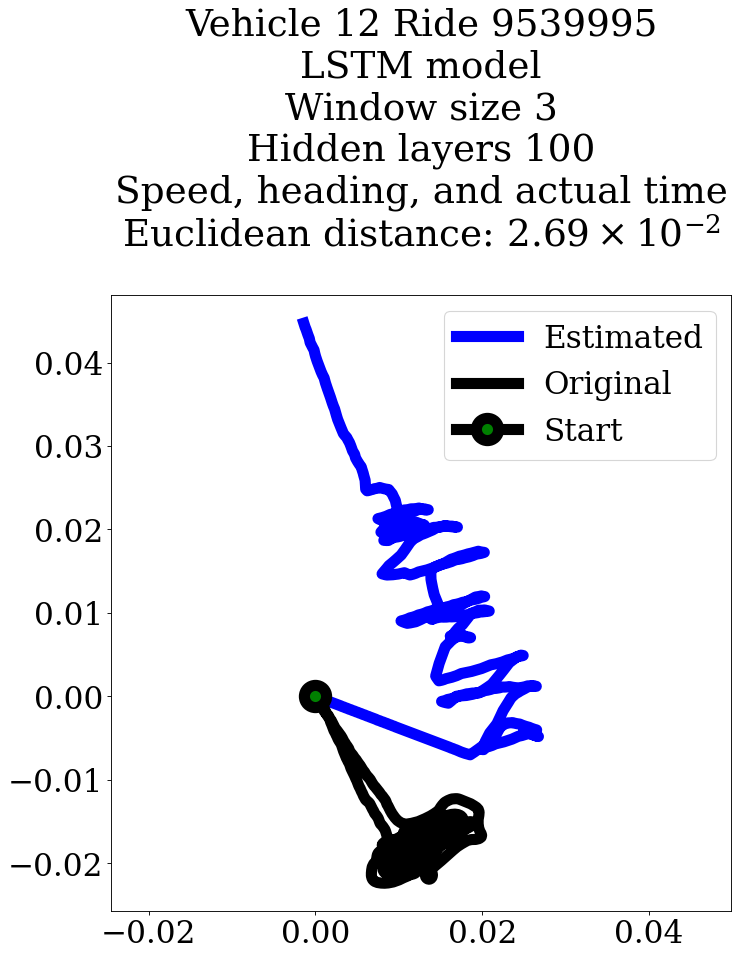 Vehicle 12 Ride 9539995
LSTM model
Window size 3
Hidden layers 100
Speed, heading, and actual time
Euclidean distance: 2.69 × 10⁻²
Estimated
Original
Start
0.04
0.03
0.02
0.01
0.00
−0.01
−0.02
−0.02 0.00 0.02 0.04